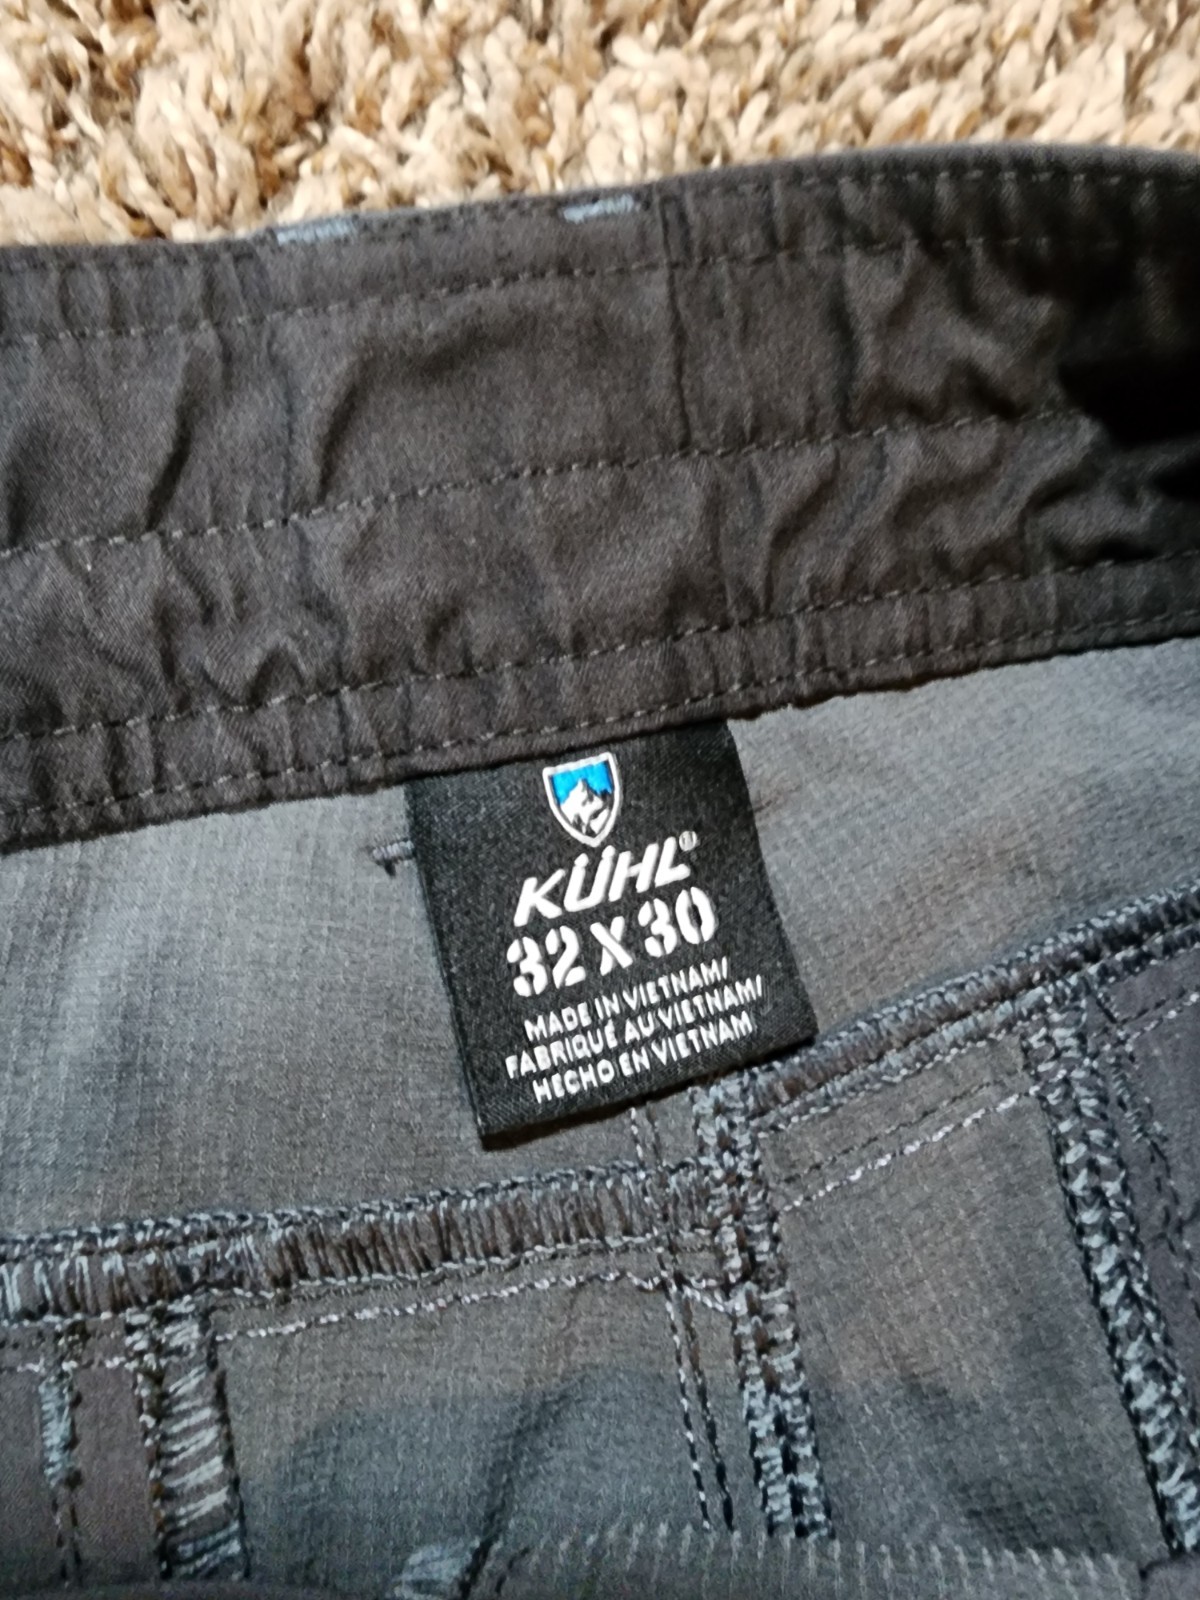 KÜHL®
32 X 30
MADE IN VIETNAM/
FABRIQUÉ AU VIETNAM/
HECHO EN VIETNAM